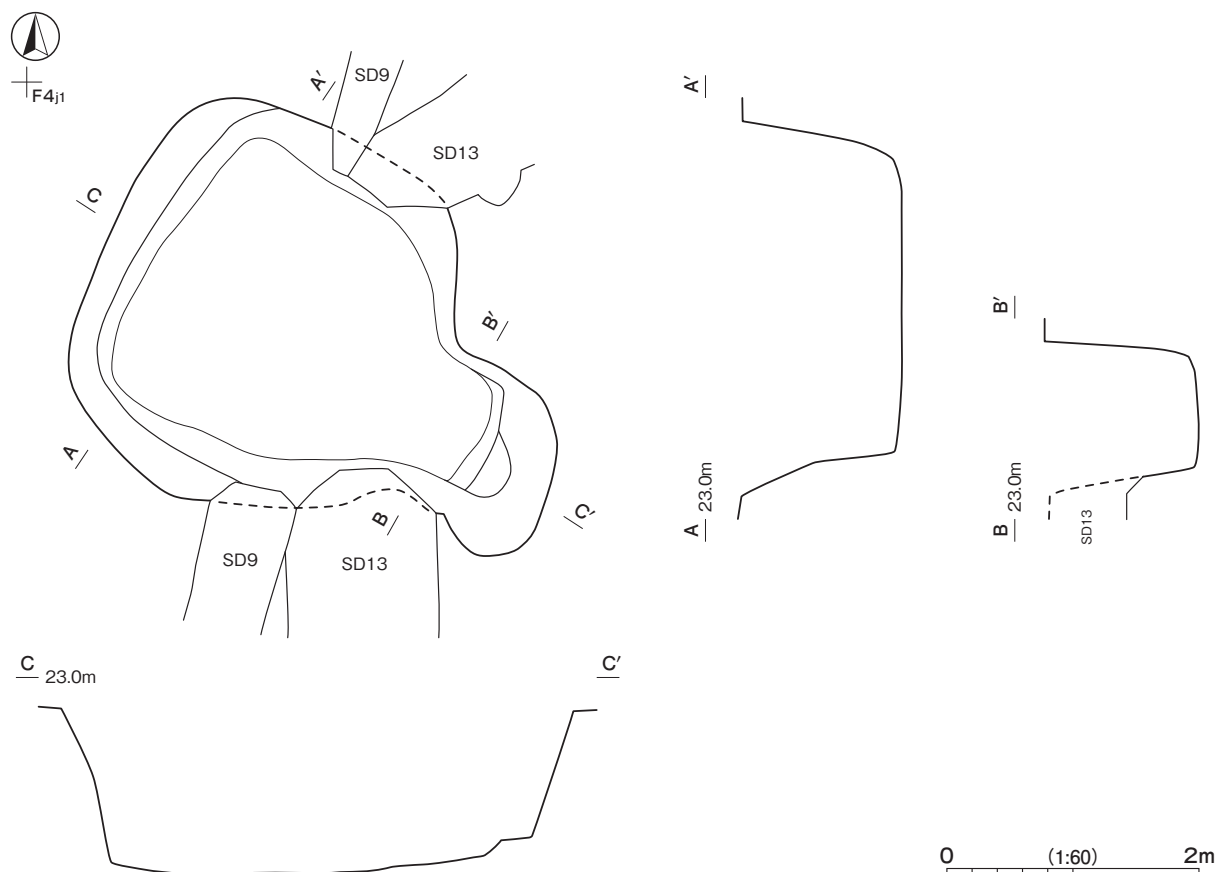 F4j1
A′
SD9
SD13
C
B′
A
B
C′
SD9
SD13
A′
A 23.0m
B′
B 23.0m
SD13
C 23.0m
C′
0 (1:60) 2m